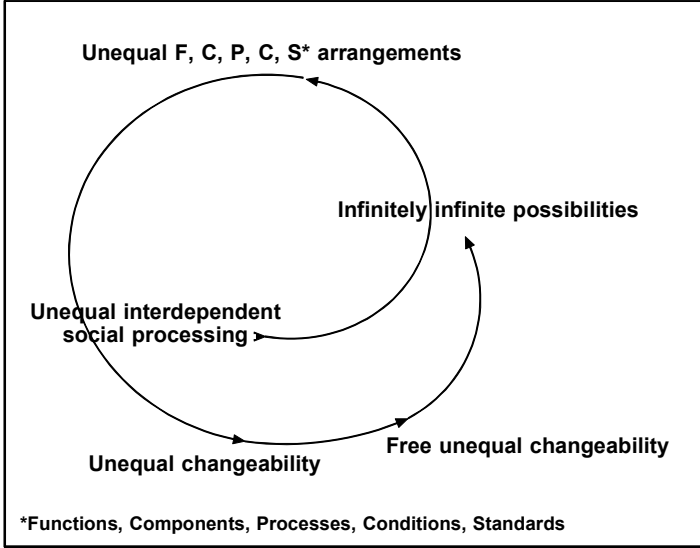 Unequal F, C, P, C, S* arrangements
Infinitely infinite possibilities
Unequal interdependent
social processing
Free unequal changeability
Unequal changeability
*Functions, Components, Processes, Conditions, Standards